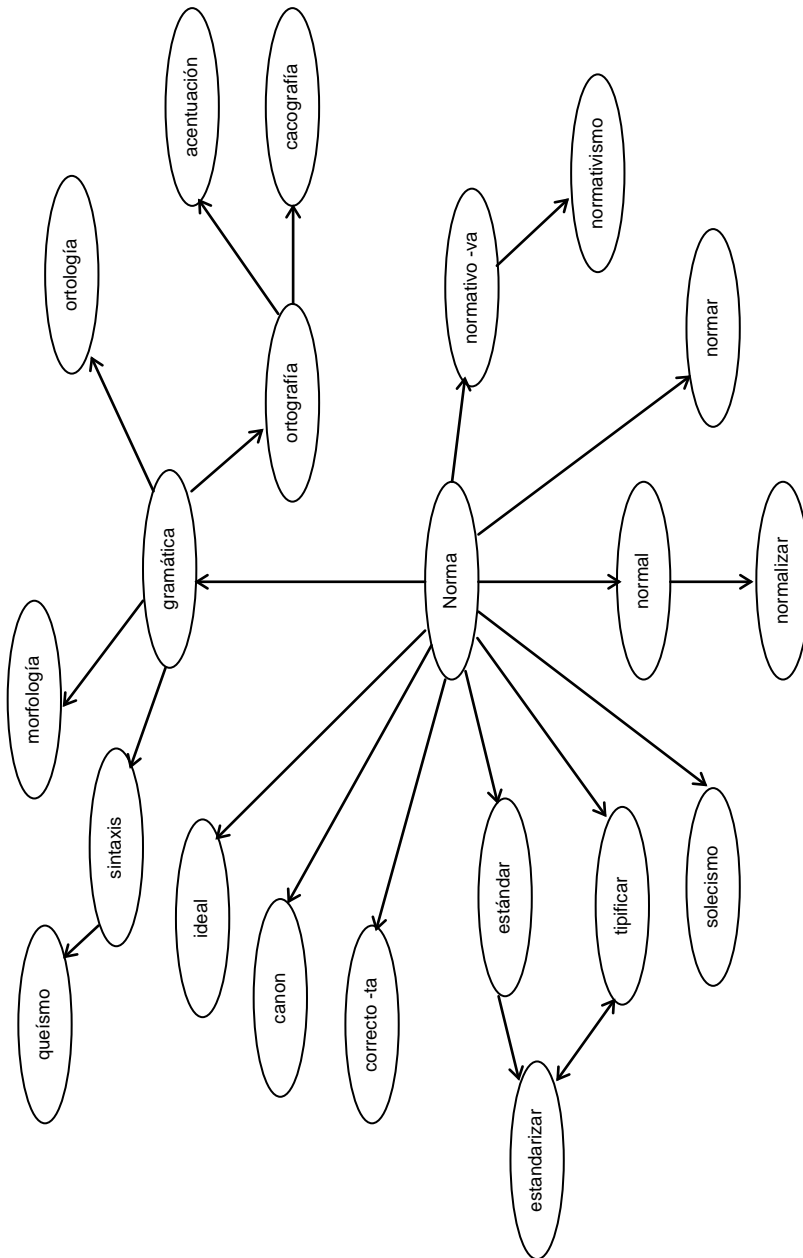 queísmo
morfología
sintaxis
ortología
gramática
acentuación
ortografía
cacografía
ideal
canon
correcto -ta
Norma
normativo -va
estándar
estandarizar
normativismo
tipificar
normal
solecismo
normar
normalizar